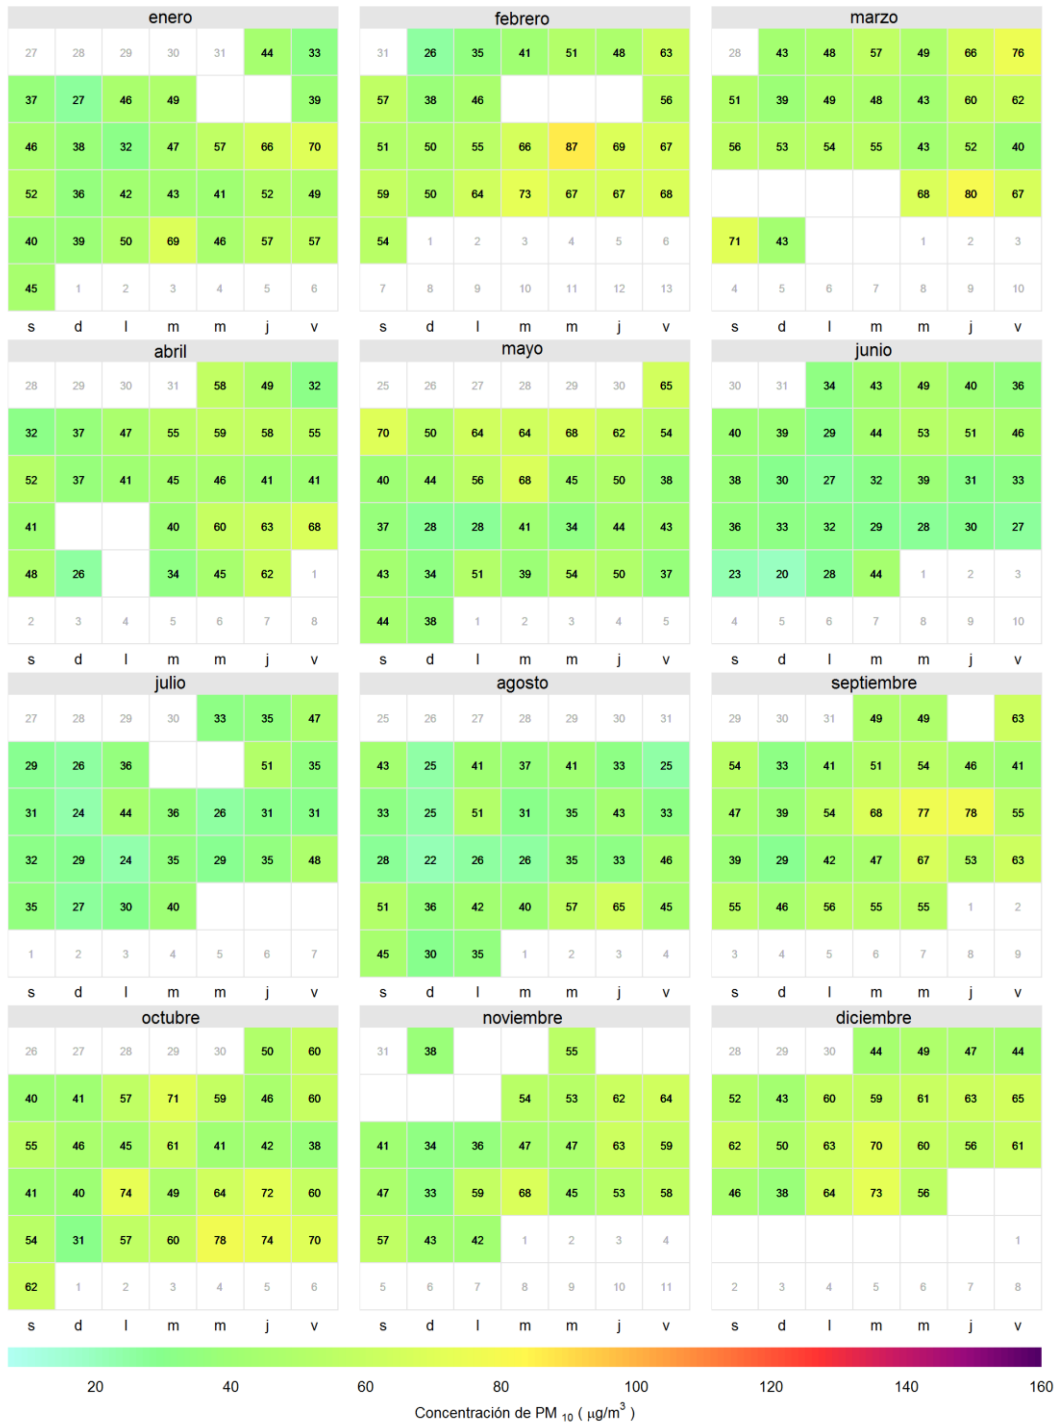 enero febrero marzo
27 28 29 30 31 44 33 31 26 35 41 51 48 63 28 43 48 57 49 66 76
37 27 46 49 39 57 38 46 56 51 39 49 48 43 60 62
46 38 32 47 57 66 70 51 50 55 66 87 69 67 56 53 54 55 43 52 40
52 36 42 43 41 52 49 59 50 64 73 67 67 68 68 80 67
40 39 50 69 46 57 57 54 1 2 3 4 5 6 71 43 1 2 3
45 1 2 3 4 5 6 7 8 9 10 11 12 13 4 5 6 7 8 9 10
s d l m m j v s d l m m j v s d l m m j v
abril mayo junio
28 29 30 31 58 49 32 25 26 27 28 29 30 65 30 31 34 43 49 40 36
32 37 47 55 59 58 55 70 50 64 64 68 62 54 40 39 29 44 53 51 46
52 37 41 45 46 41 41 40 44 56 68 45 50 38 38 30 27 32 39 31 33
41 40 60 63 68 37 28 28 41 34 44 43 36 33 32 29 28 30 27
48 26 34 45 62 1 43 34 51 39 54 50 37 23 20 28 44 1 2 3
2 3 4 5 6 7 8 44 38 1 2 3 4 5 4 5 6 7 8 9 10
s d l m m j v s d l m m j v s d l m m j v
julio agosto septiembre
27 28 29 30 33 35 47 25 26 27 28 29 30 31 29 30 31 49 49 63
29 26 36 51 35 43 25 41 37 41 33 25 54 33 41 51 54 46 41
31 24 44 36 26 31 31 33 25 51 31 35 43 33 47 39 54 68 77 78 55
32 29 24 35 29 35 48 28 22 26 26 35 33 46 39 29 42 47 67 53 63
35 27 30 40 51 36 42 40 57 65 45 55 46 56 55 55 1 2
1 2 3 4 5 6 7 45 30 35 1 2 3 4 3 4 5 6 7 8 9
s d l m m j v s d l m m j v s d l m m j v
octubre noviembre diciembre
26 27 28 29 30 50 60 31 38 55 28 29 30 44 49 47 44
40 41 57 71 59 46 60 54 53 62 64 52 43 60 59 61 63 65
55 46 45 61 41 42 38 41 34 36 47 47 63 59 62 50 63 70 60 56 61
41 40 74 49 64 72 60 47 33 59 68 45 53 58 46 38 64 73 56
54 31 57 60 78 74 70 57 43 42 1 2 3 4 1
62 1 2 3 4 5 6 5 6 7 8 9 10 11 2 3 4 5 6 7 8
s d l m m j v s d l m m j v s d l m m j v
20 40 60 80 100 120 140 160
Concentración de PM 10 ( µg/m³ )